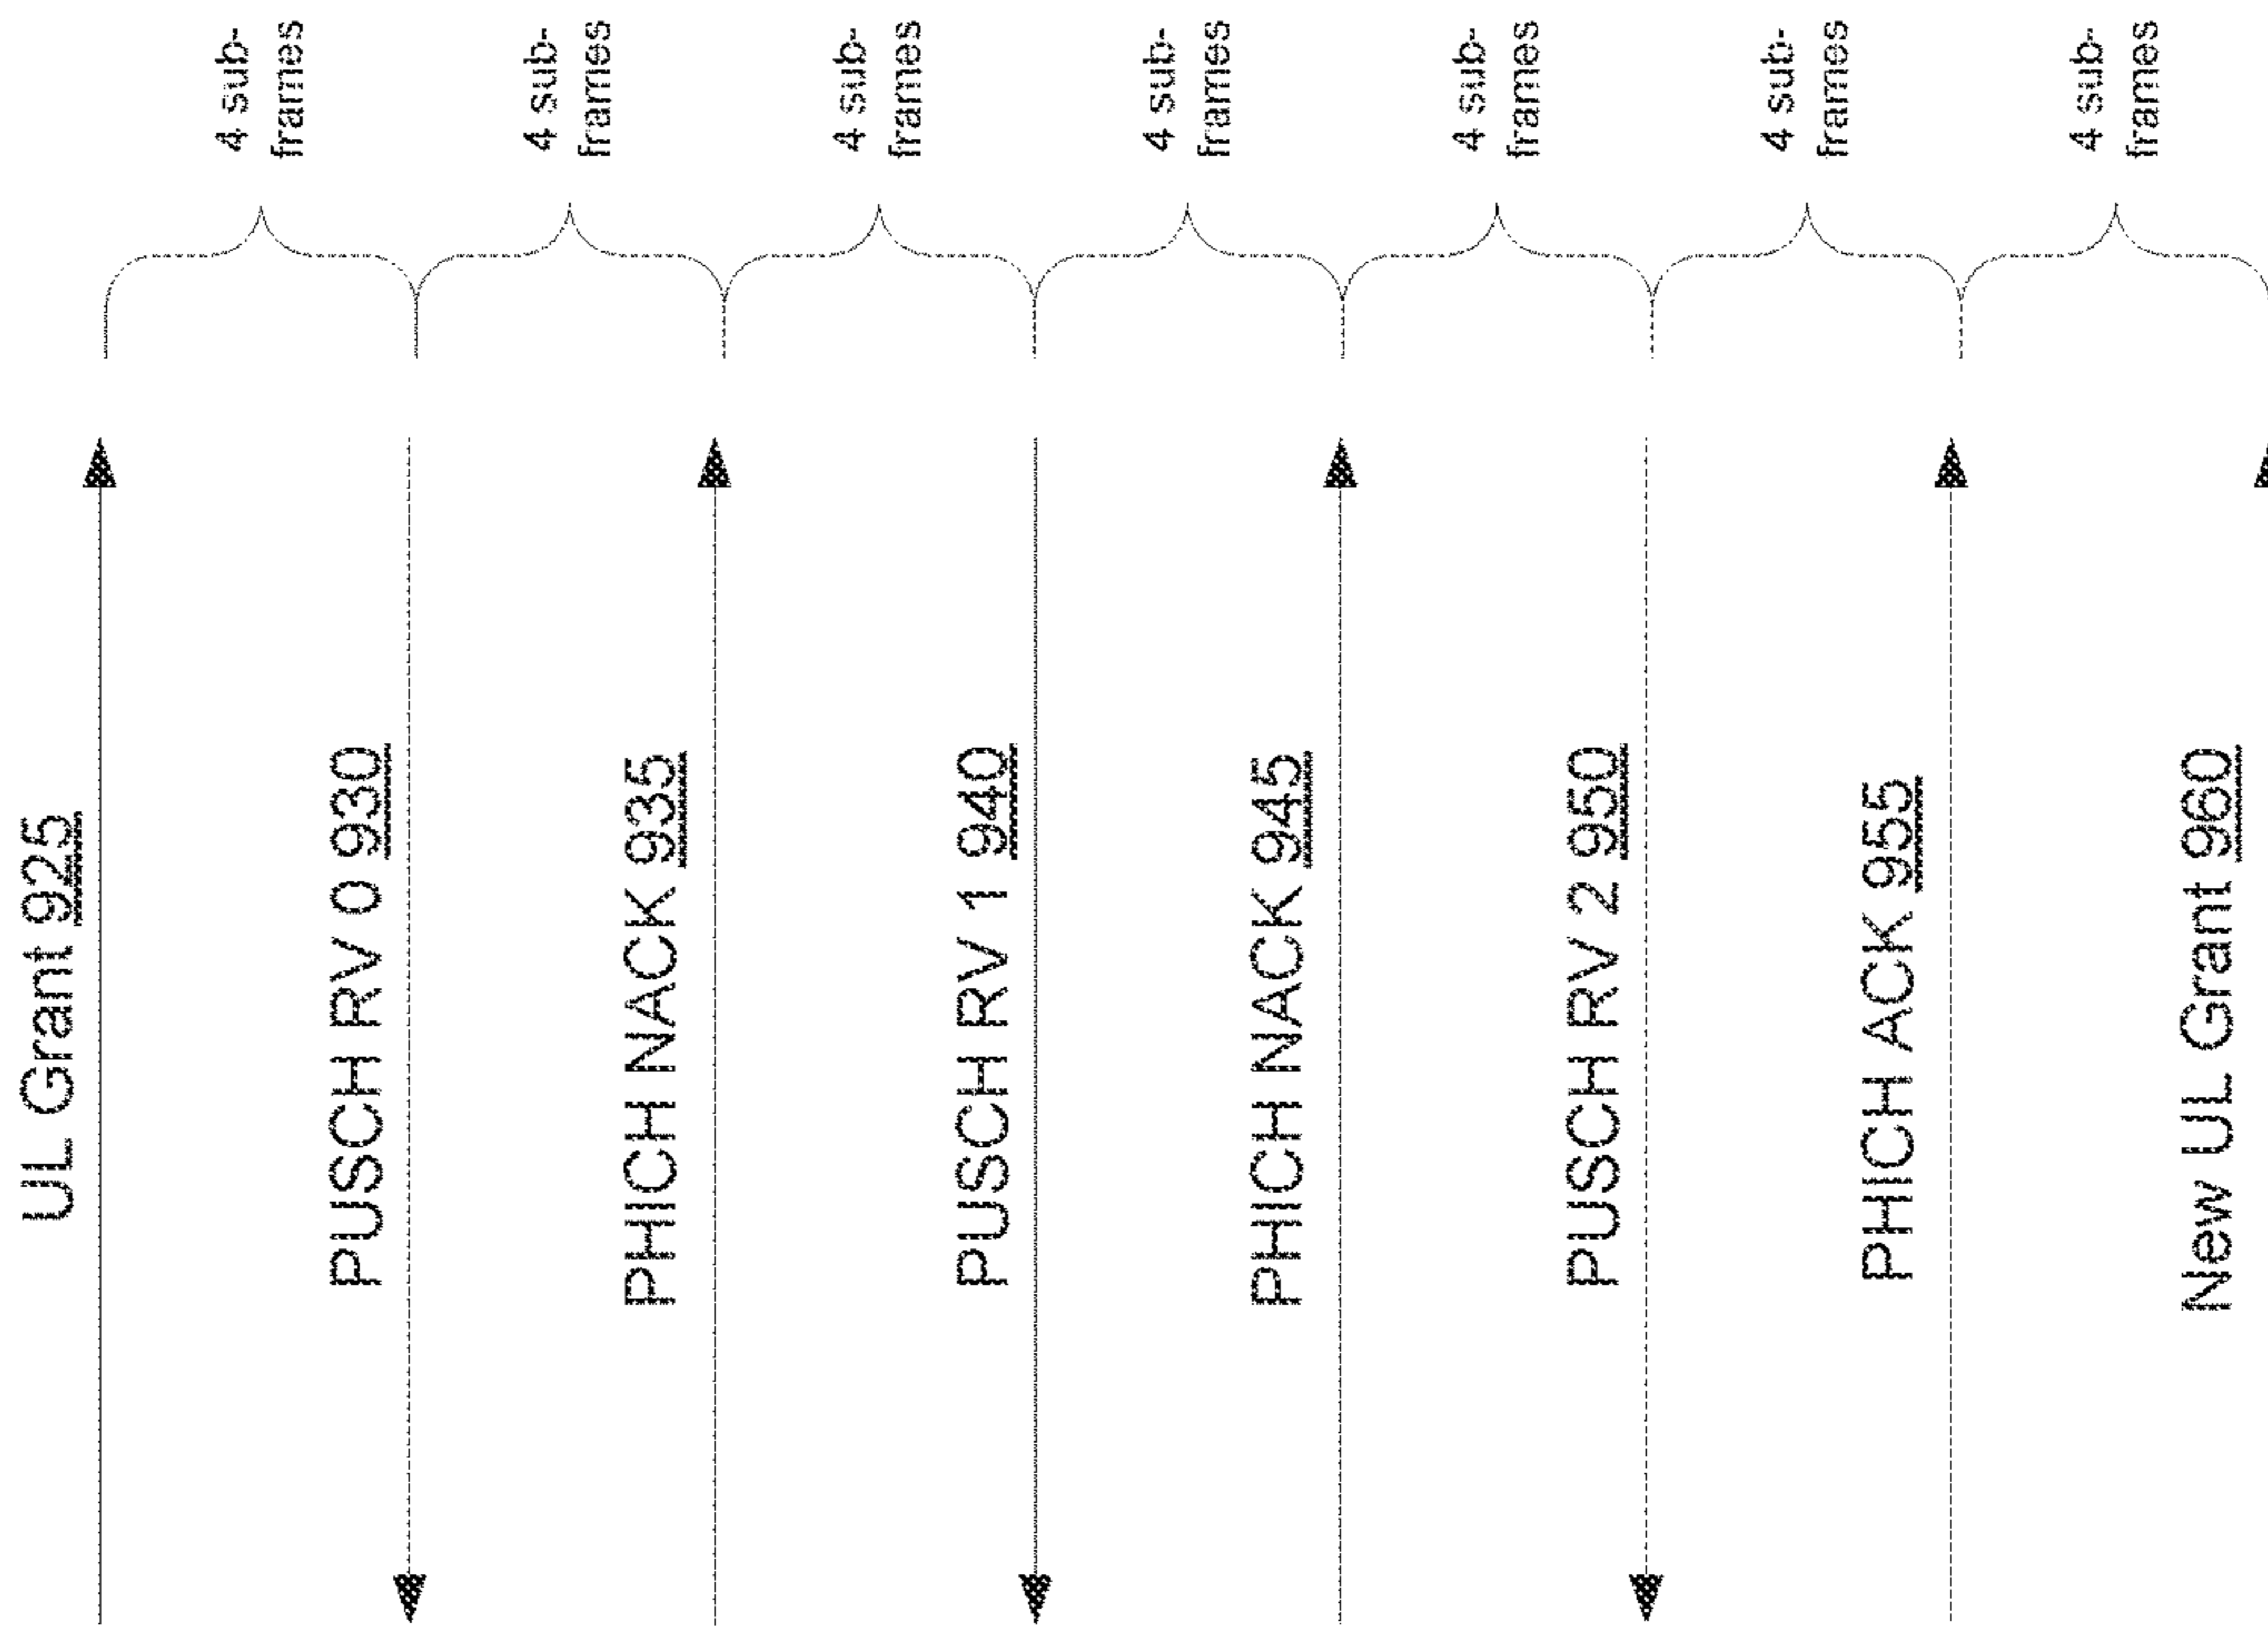 UL Grant 925
4 sub-
frames
PUSCH RV 0 930
4 sub-
frames
PHICH NACK 935
4 sub-
frames
PUSCH RV 1 940
4 sub-
frames
PHICH NACK 945
4 sub-
frames
PUSCH RV 2 950
4 sub-
frames
PHICH ACK 955
4 sub-
frames
New UL Grant 960